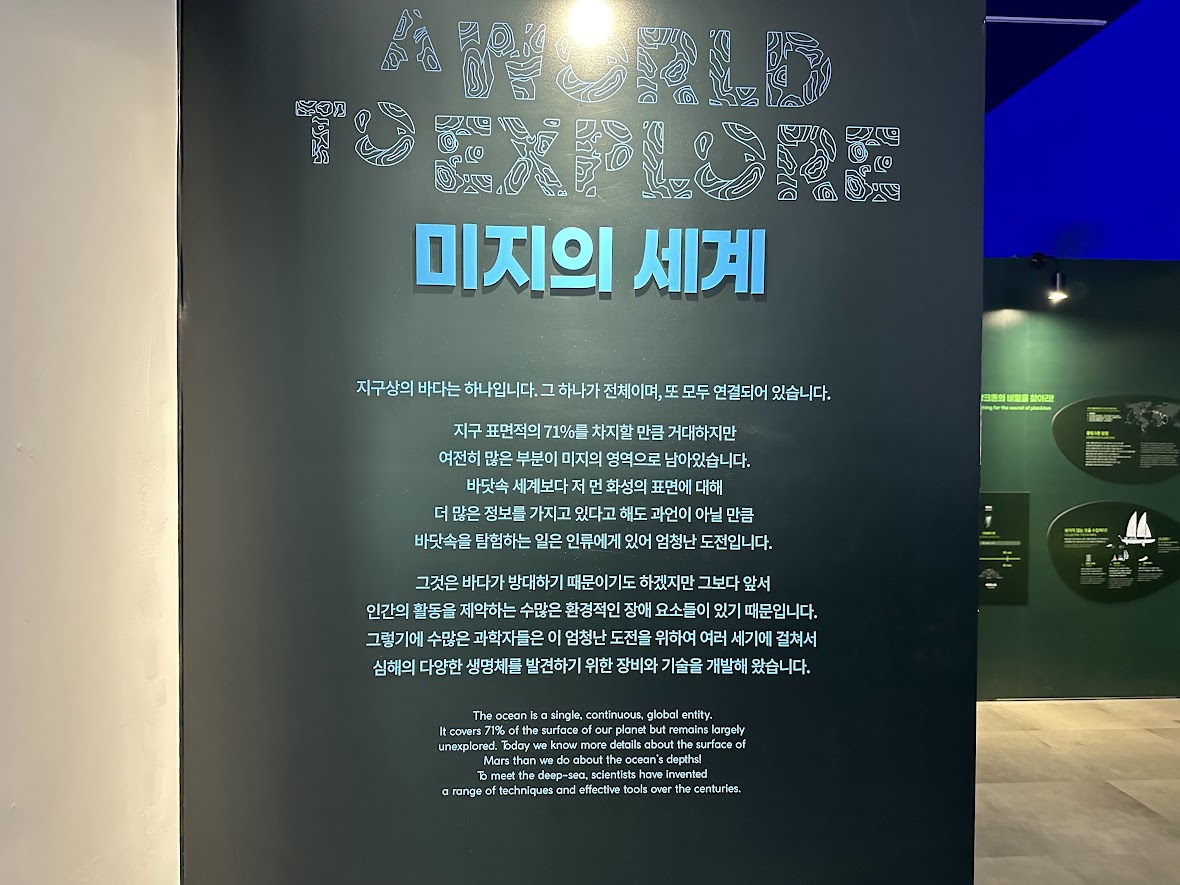 A WORLD
TO EXPLORE
미지의 세계
지구상의 바다는 하나입니다. 그 하나가 전체이며, 또 모두 연결되어 있습니다.
지구 표면적의 71%를 차지할 만큼 거대하지만
여전히 많은 부분이 미지의 영역으로 남아있습니다.
바닷속 세계보다 저 먼 화성의 표면에 대해
더 많은 정보를 가지고 있다고 해도 과언이 아닐 만큼
바닷속을 탐험하는 일은 인류에게 있어 엄청난 도전입니다.
그것은 바다가 방대하기 때문이기도 하겠지만 그보다 앞서
인간의 활동을 제약하는 수많은 환경적인 장애 요소들이 있기 때문입니다.
그렇기에 수많은 과학자들은 이 엄청난 도전을 위하여 여러 세기에 걸쳐서
심해의 다양한 생명체를 발견하기 위한 장비와 기술을 개발해 왔습니다.
The ocean is a single, continuous, global entity.
It covers 71% of the surface of our planet but remains largely
unexplored. Today we know more details about the surface of
Mars than we do about the ocean's depths!
To meet the deep-sea, scientists have invented
a range of techniques and effective tools over the centuries.
비밀을 찾아라!
for the secret of plankton